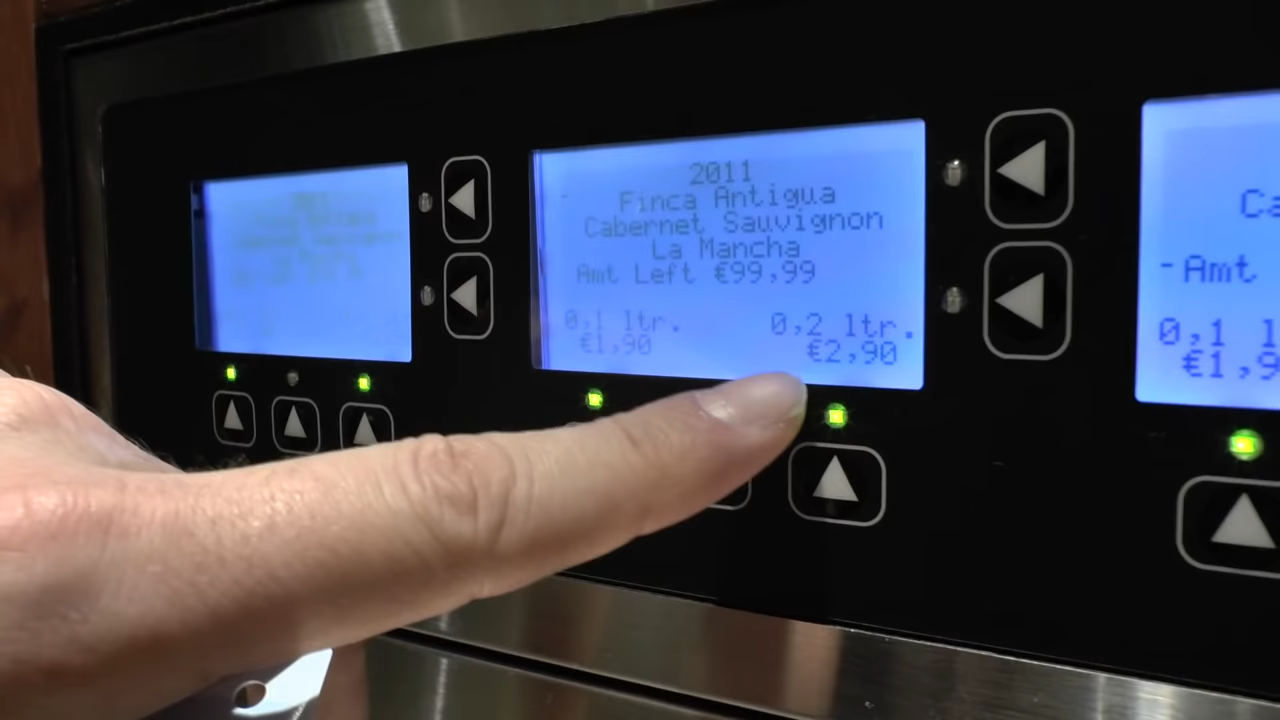 2011
Finca Antigua
Cabernet Sauvignon
La Mancha
Amt Left €99,99
0,1 ltr. 0,2 ltr.
€1,90 €2,90
-Amt
0,1
€1,9